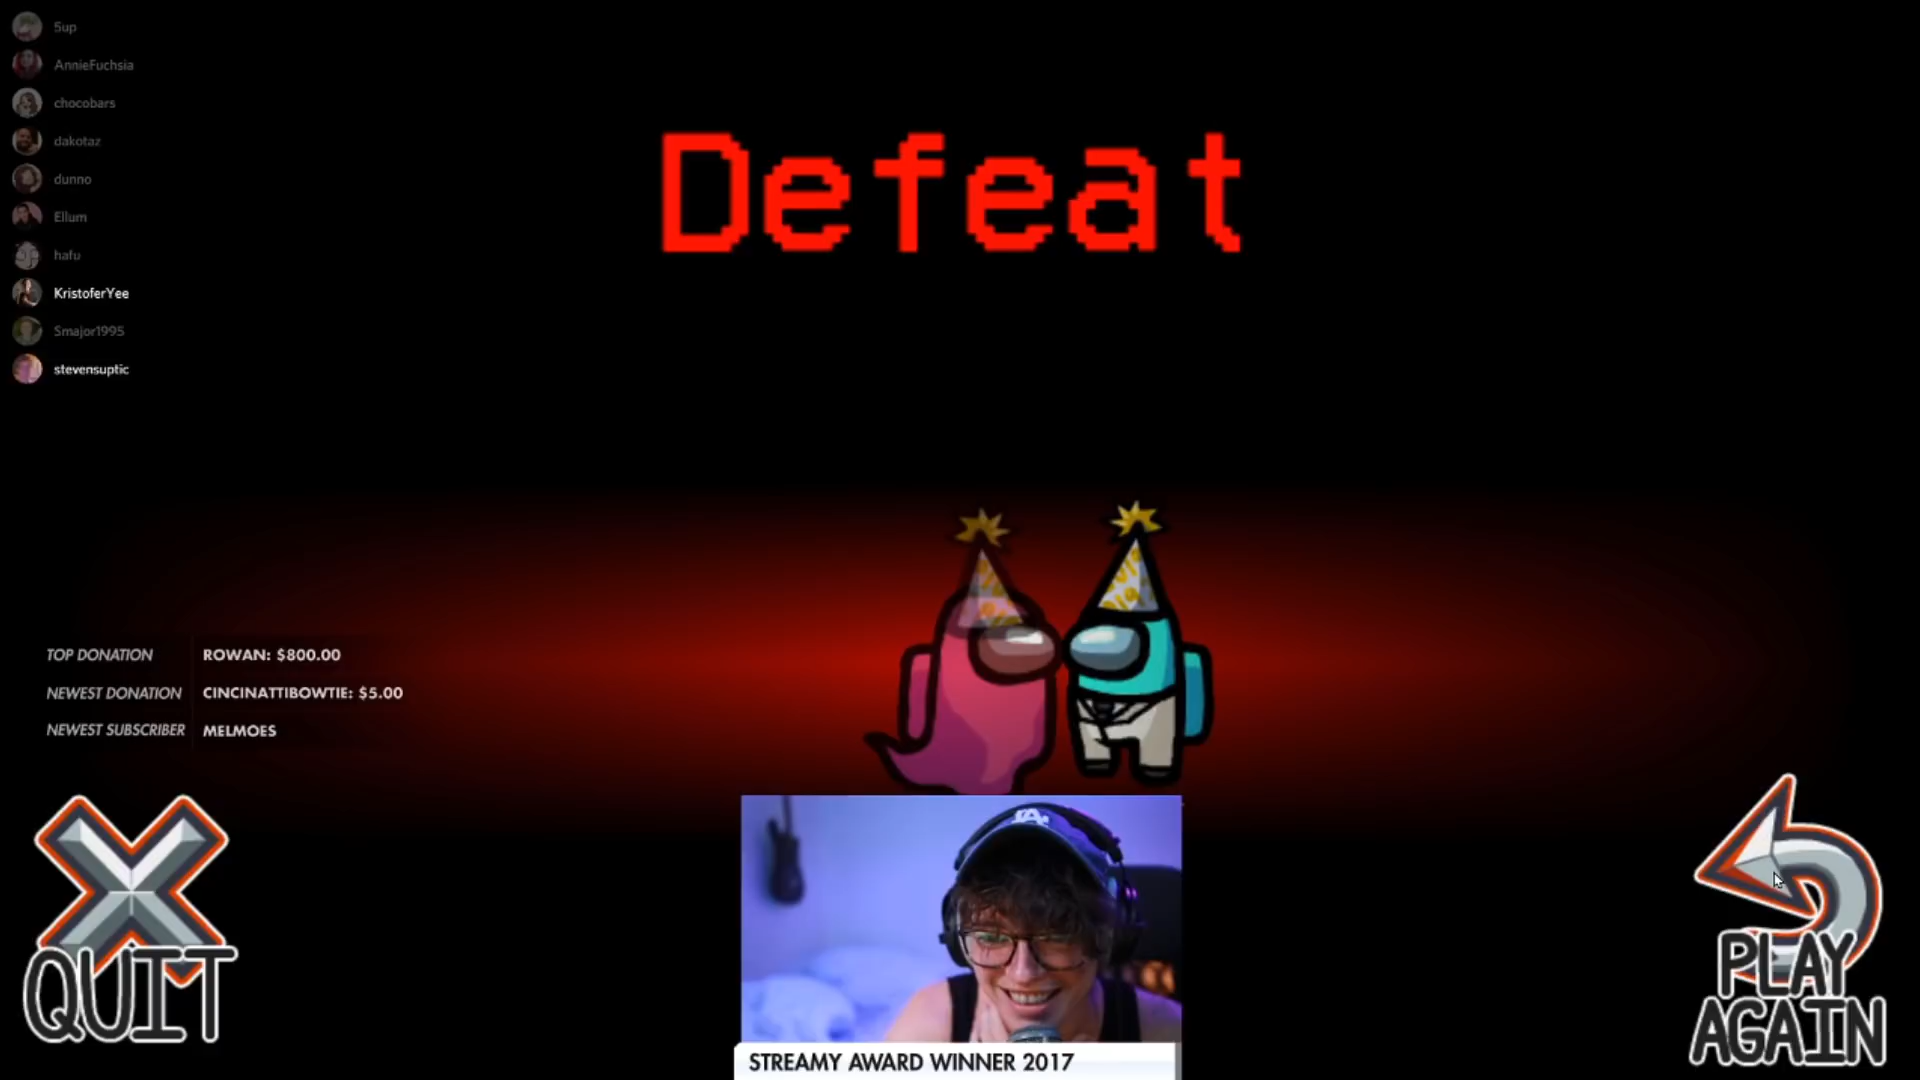 5up
AnnieFuchsia
chocobars
dakotaz
dunno
Ellum
hafu
KristoferYee
Smajor1995
stevensuptic
Defeat
TOP DONATION ROWAN: $800.00
NEWEST DONATION CINCINATTIBOWTIE: $5.00
NEWEST SUBSCRIBER MELMOES
QUIT
PLAY
AGAIN
LA
STREAMY AWARD WINNER 2017